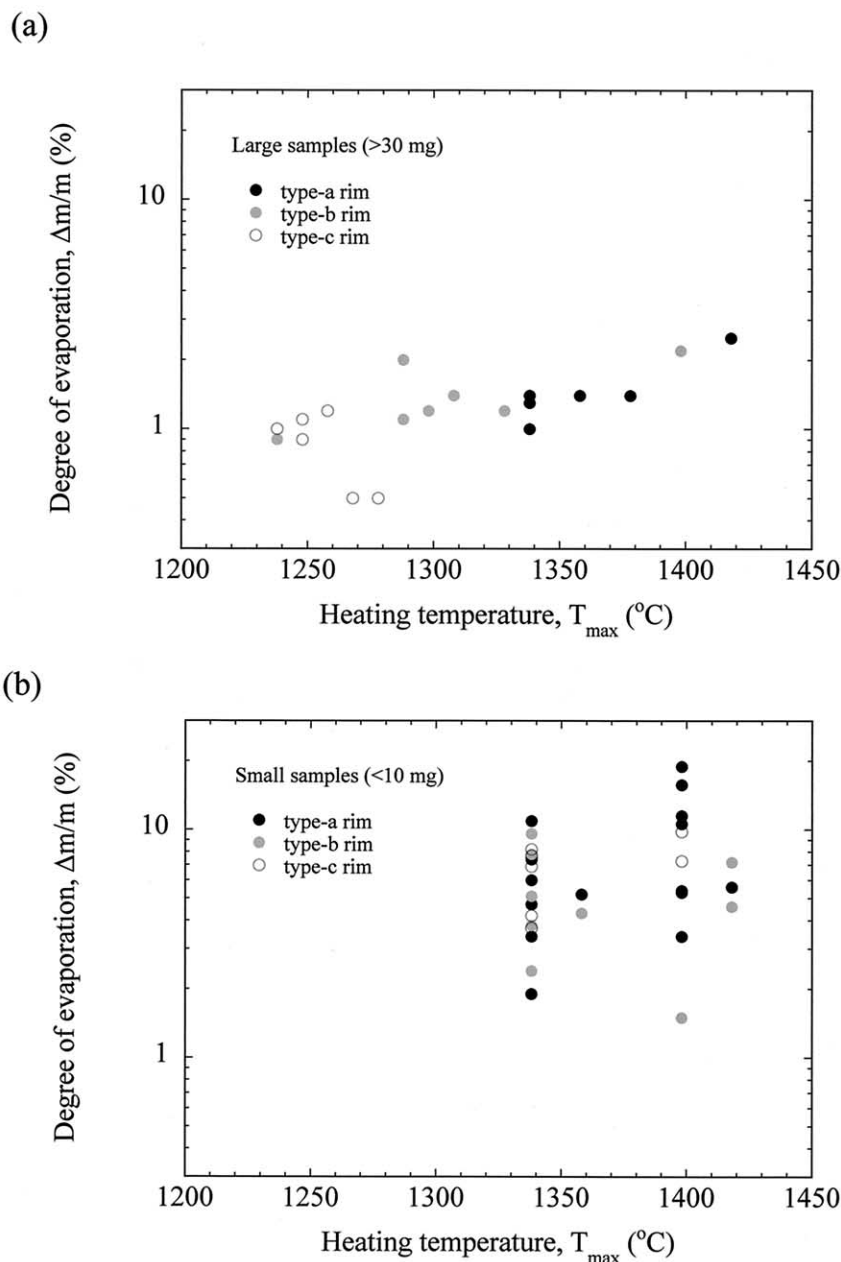 (a)
Large samples (>30 mg)
type-a rim
type-b rim
type-c rim
10
1
Degree of evaporation, Δm/m (%)
1200 1250 1300 1350 1400 1450
Heating temperature, Tmax (°C)
(b)
Small samples (<10 mg)
type-a rim
type-b rim
type-c rim
10
1
Degree of evaporation, Δm/m (%)
1200 1250 1300 1350 1400 1450
Heating temperature, Tmax (°C)